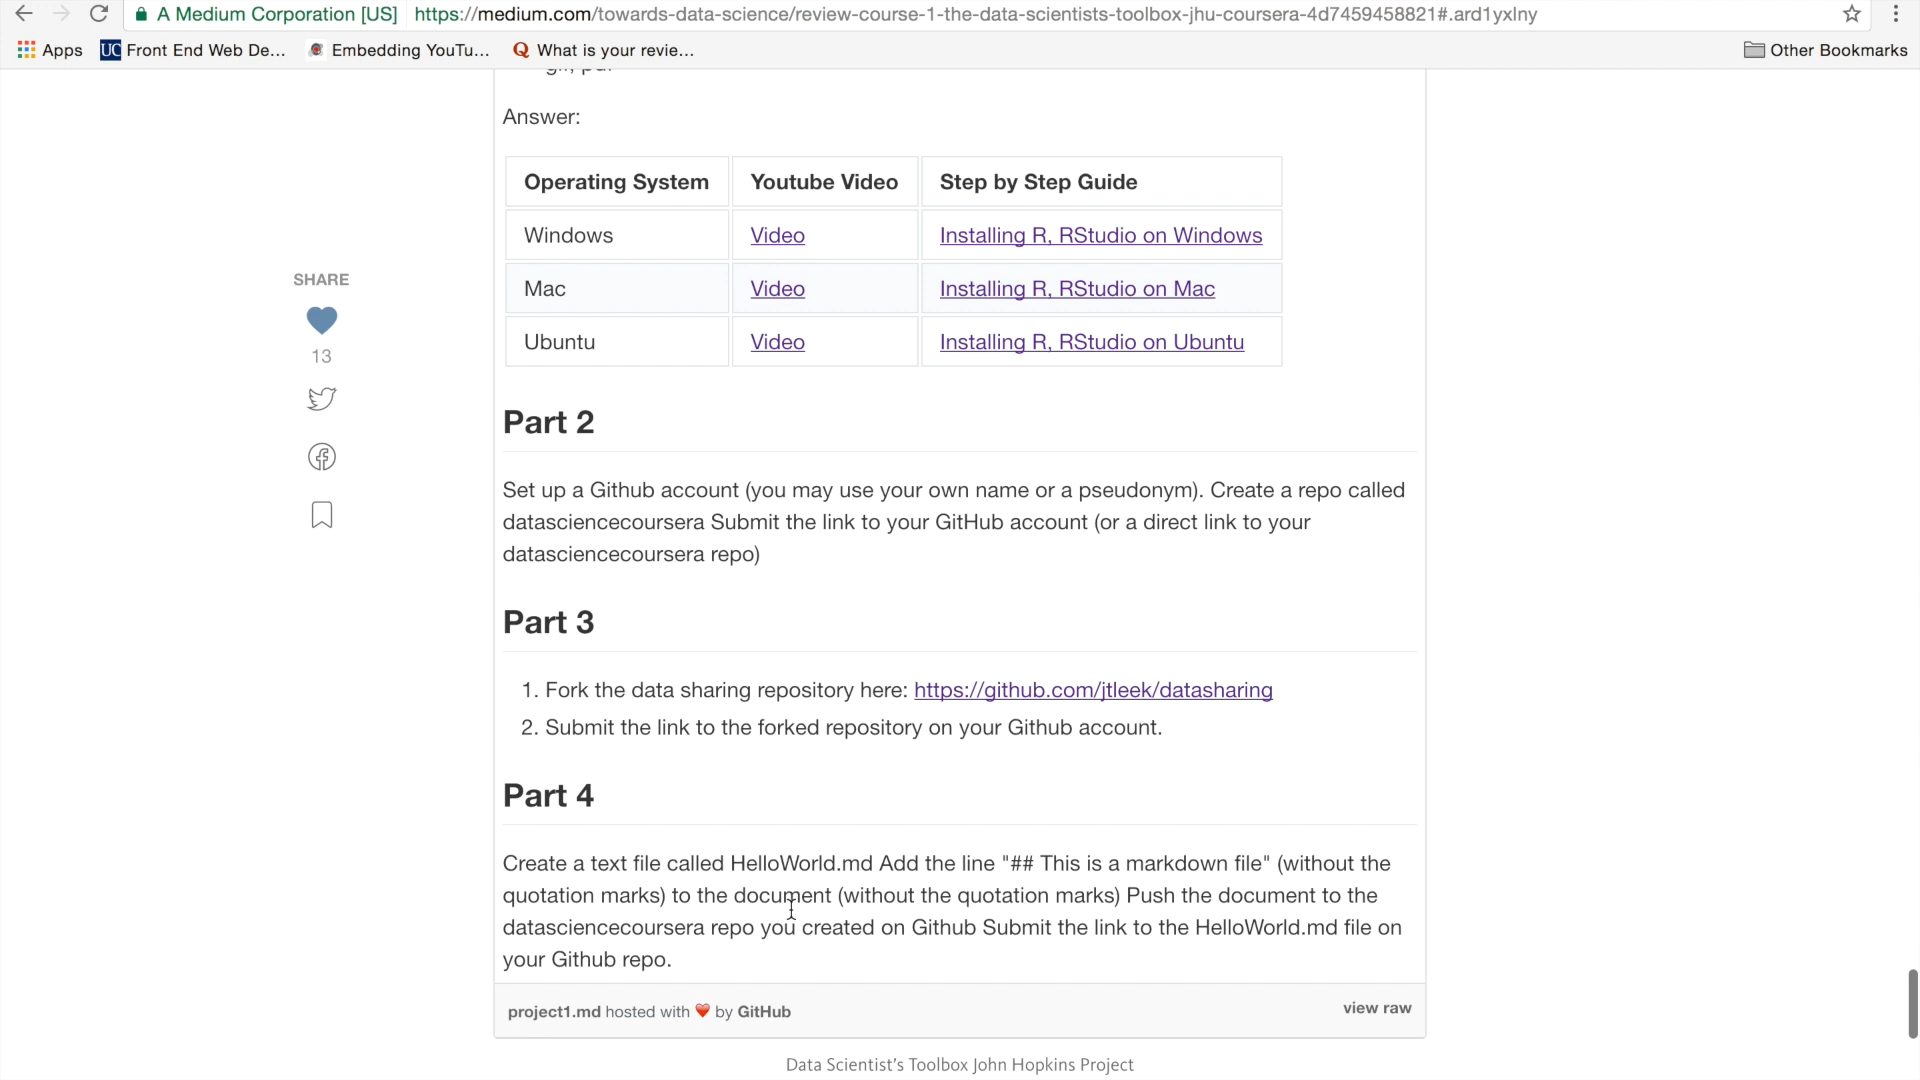 A Medium Corporation [US] https://medium.com/towards-data-science/review-course-1-the-data-scientists-toolbox-jhu-coursera-4d7459458821#.ard1yxlny
Apps UC Front End Web De... Embedding YouTu... Q What is your revie... Other Bookmarks
Answer:
Operating System Youtube Video Step by Step Guide
Windows Video Installing R, RStudio on Windows
Mac Video Installing R, RStudio on Mac
Ubuntu Video Installing R, RStudio on Ubuntu
SHARE
13
Part 2
Set up a Github account (you may use your own name or a pseudonym). Create a repo called
datasciencecoursera Submit the link to your GitHub account (or a direct link to your
datasciencecoursera repo)
Part 3
1. Fork the data sharing repository here: https://github.com/jtleek/datasharing
2. Submit the link to the forked repository on your Github account.
Part 4
Create a text file called HelloWorld.md Add the line "## This is a markdown file" (without the
quotation marks) to the document (without the quotation marks) Push the document to the
datasciencecoursera repo you created on Github Submit the link to the HelloWorld.md file on
your Github repo.
project1.md hosted with ❤ by GitHub view raw
Data Scientist’s Toolbox John Hopkins Project